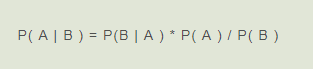 P( A | B ) = P(B | A ) * P( A ) / P( B )